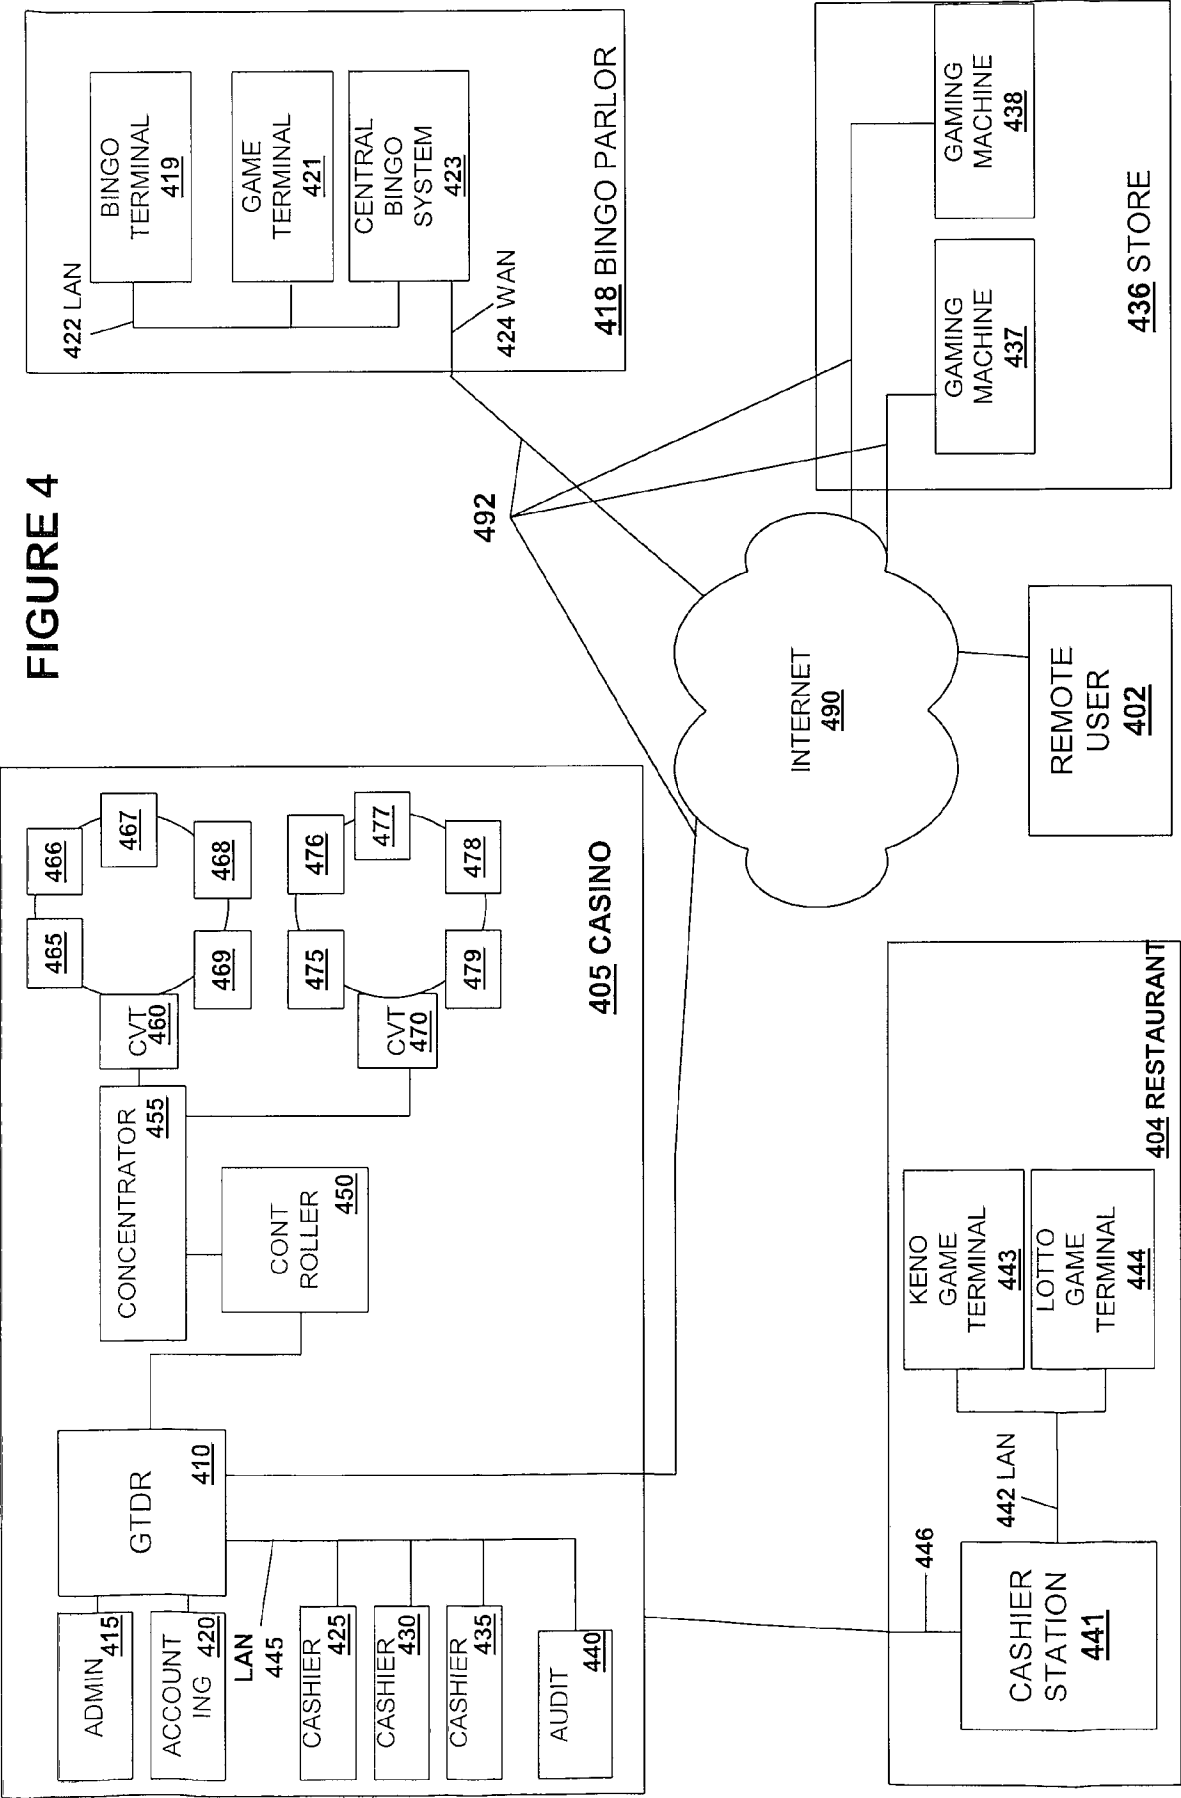 FIGURE 4
ADMIN
415
ACCOUNT
ING 420
LAN
445
CASHIER
425
CASHIER
430
CASHIER
435
AUDIT
440
GTDR
410
CONCENTRATOR
455
CONT
ROLLER
450
CVT
460
465
466
467
468
469
CVT
470
475
476
477
478
479
405 CASINO
422 LAN
BINGO
TERMINAL
419
GAME
TERMINAL
421
CENTRAL
BINGO
SYSTEM
423
424 WAN
418 BINGO PARLOR
492
INTERNET
490
REMOTE
USER
402
GAMING
MACHINE
437
GAMING
MACHINE
438
436 STORE
446
CASHIER
STATION
441
442 LAN
KENO
GAME
TERMINAL
443
LOTTO
GAME
TERMINAL
444
404 RESTAURANT